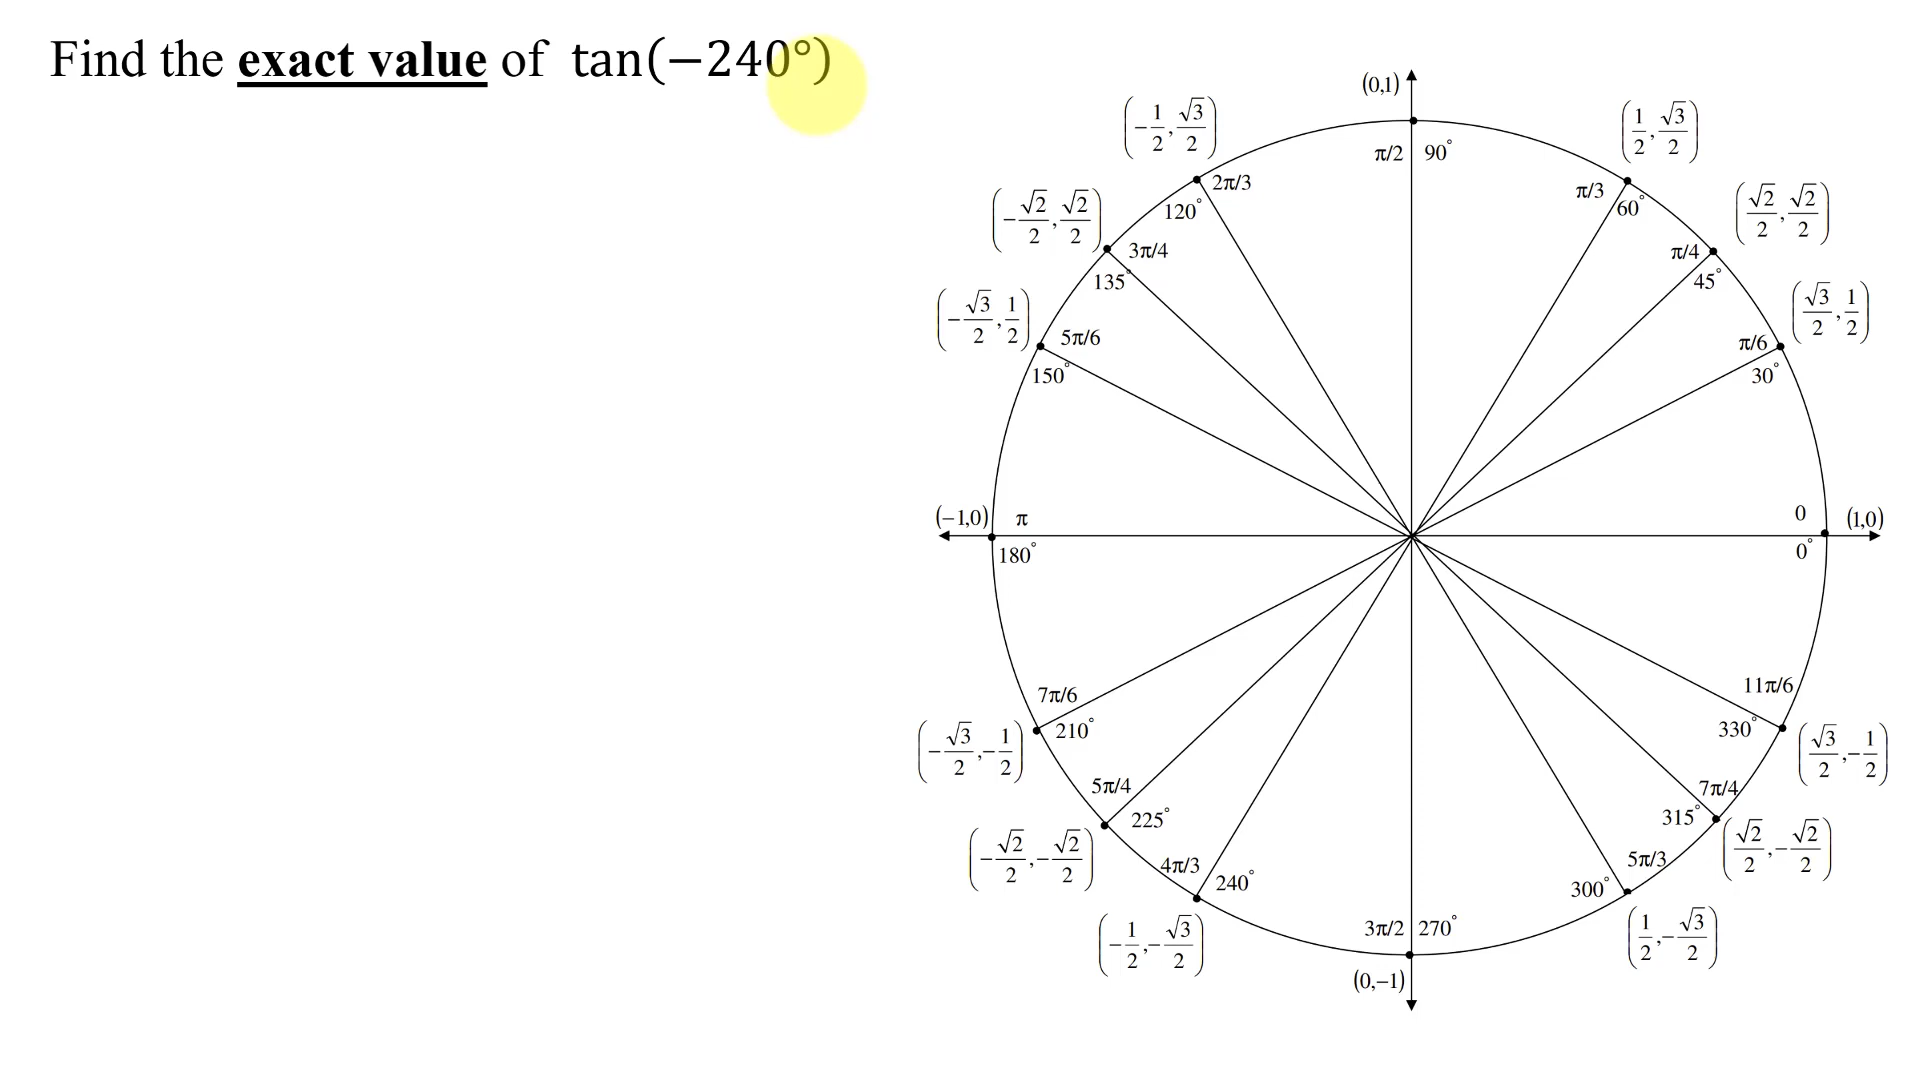 Find the exact value of tan(−240°)
(0,1)
(−1/2, √3/2)
(1/2, √3/2)
π/2 90°
2π/3
π/3
120°
60°
(−√2/2, √2/2)
(√2/2, √2/2)
3π/4
π/4
135°
45°
(−√3/2, 1/2)
(√3/2, 1/2)
5π/6
π/6
150°
30°
(−1,0) π
0 (1,0)
180°
0°
7π/6
11π/6
210°
330°
(−√3/2, −1/2)
(√3/2, −1/2)
5π/4
7π/4
225°
315°
(−√2/2, −√2/2)
(√2/2, −√2/2)
4π/3
5π/3
240°
300°
(−1/2, −√3/2)
3π/2 270°
(1/2, −√3/2)
(0,−1)